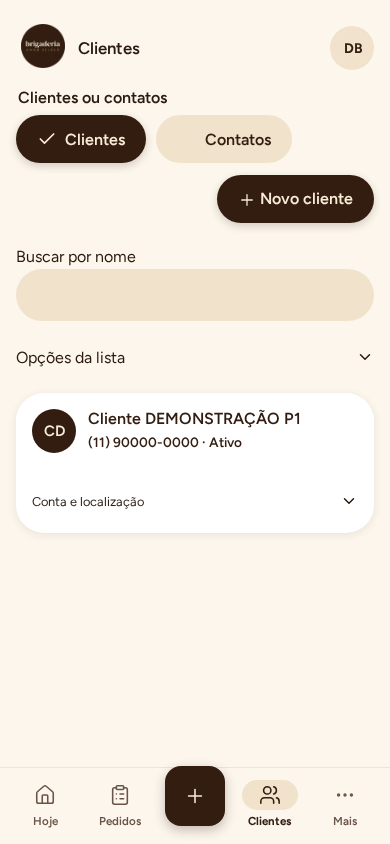 brigaderia
Clientes
DB
Clientes ou contatos
Clientes
Contatos
+ Novo cliente
Buscar por nome
Opções da lista
CD
Cliente DEMONSTRAÇÃO P1
(11) 90000-0000 · Ativo
Conta e localização
Hoje
Pedidos
+
Clientes
Mais